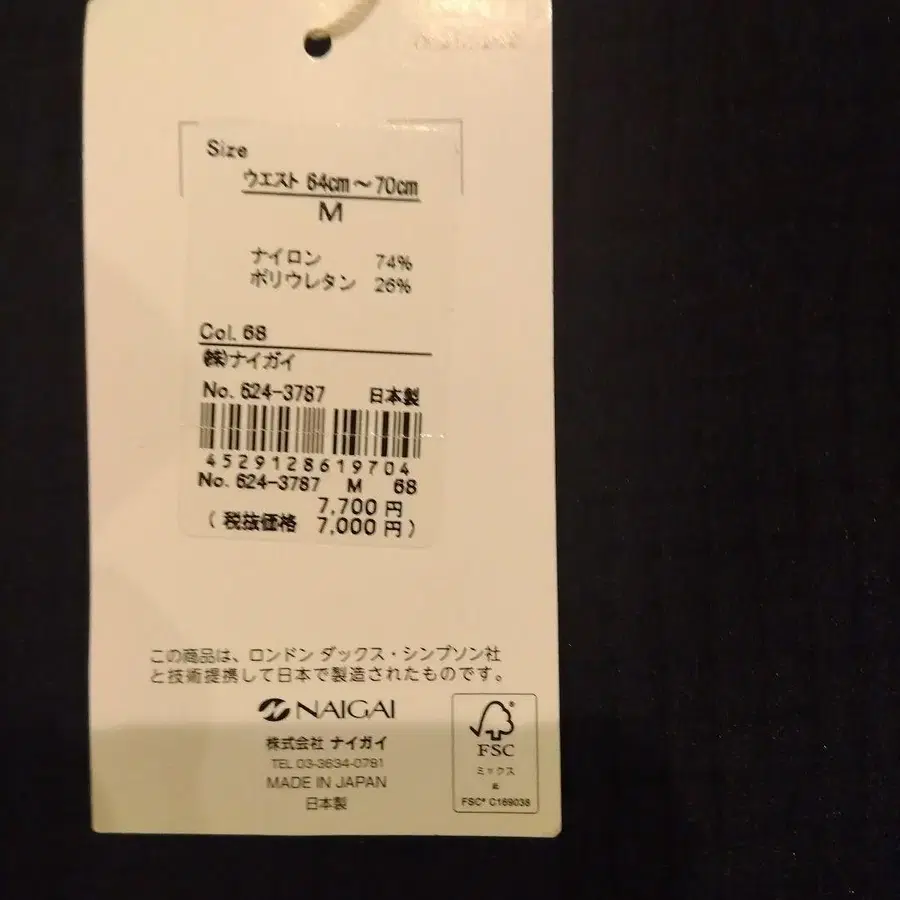 Size
ウエスト 64cm～70cm
M
ナイロン 74%
ポリウレタン 26%
Col. 68
㈱ナイガイ
No. 624-3787 日本製
4529128619704
No. 624-3787 M 68
7,700 円
( 税抜価格 7,000 円 )
この商品は、ロンドン ダックス・シンプソン社
と技術提携して日本で製造されたものです。
NAIGAI
株式会社 ナイガイ
TEL 03-3634-0781
MADE IN JAPAN
日本製
FSC
ミックス
紙
FSC® C169038